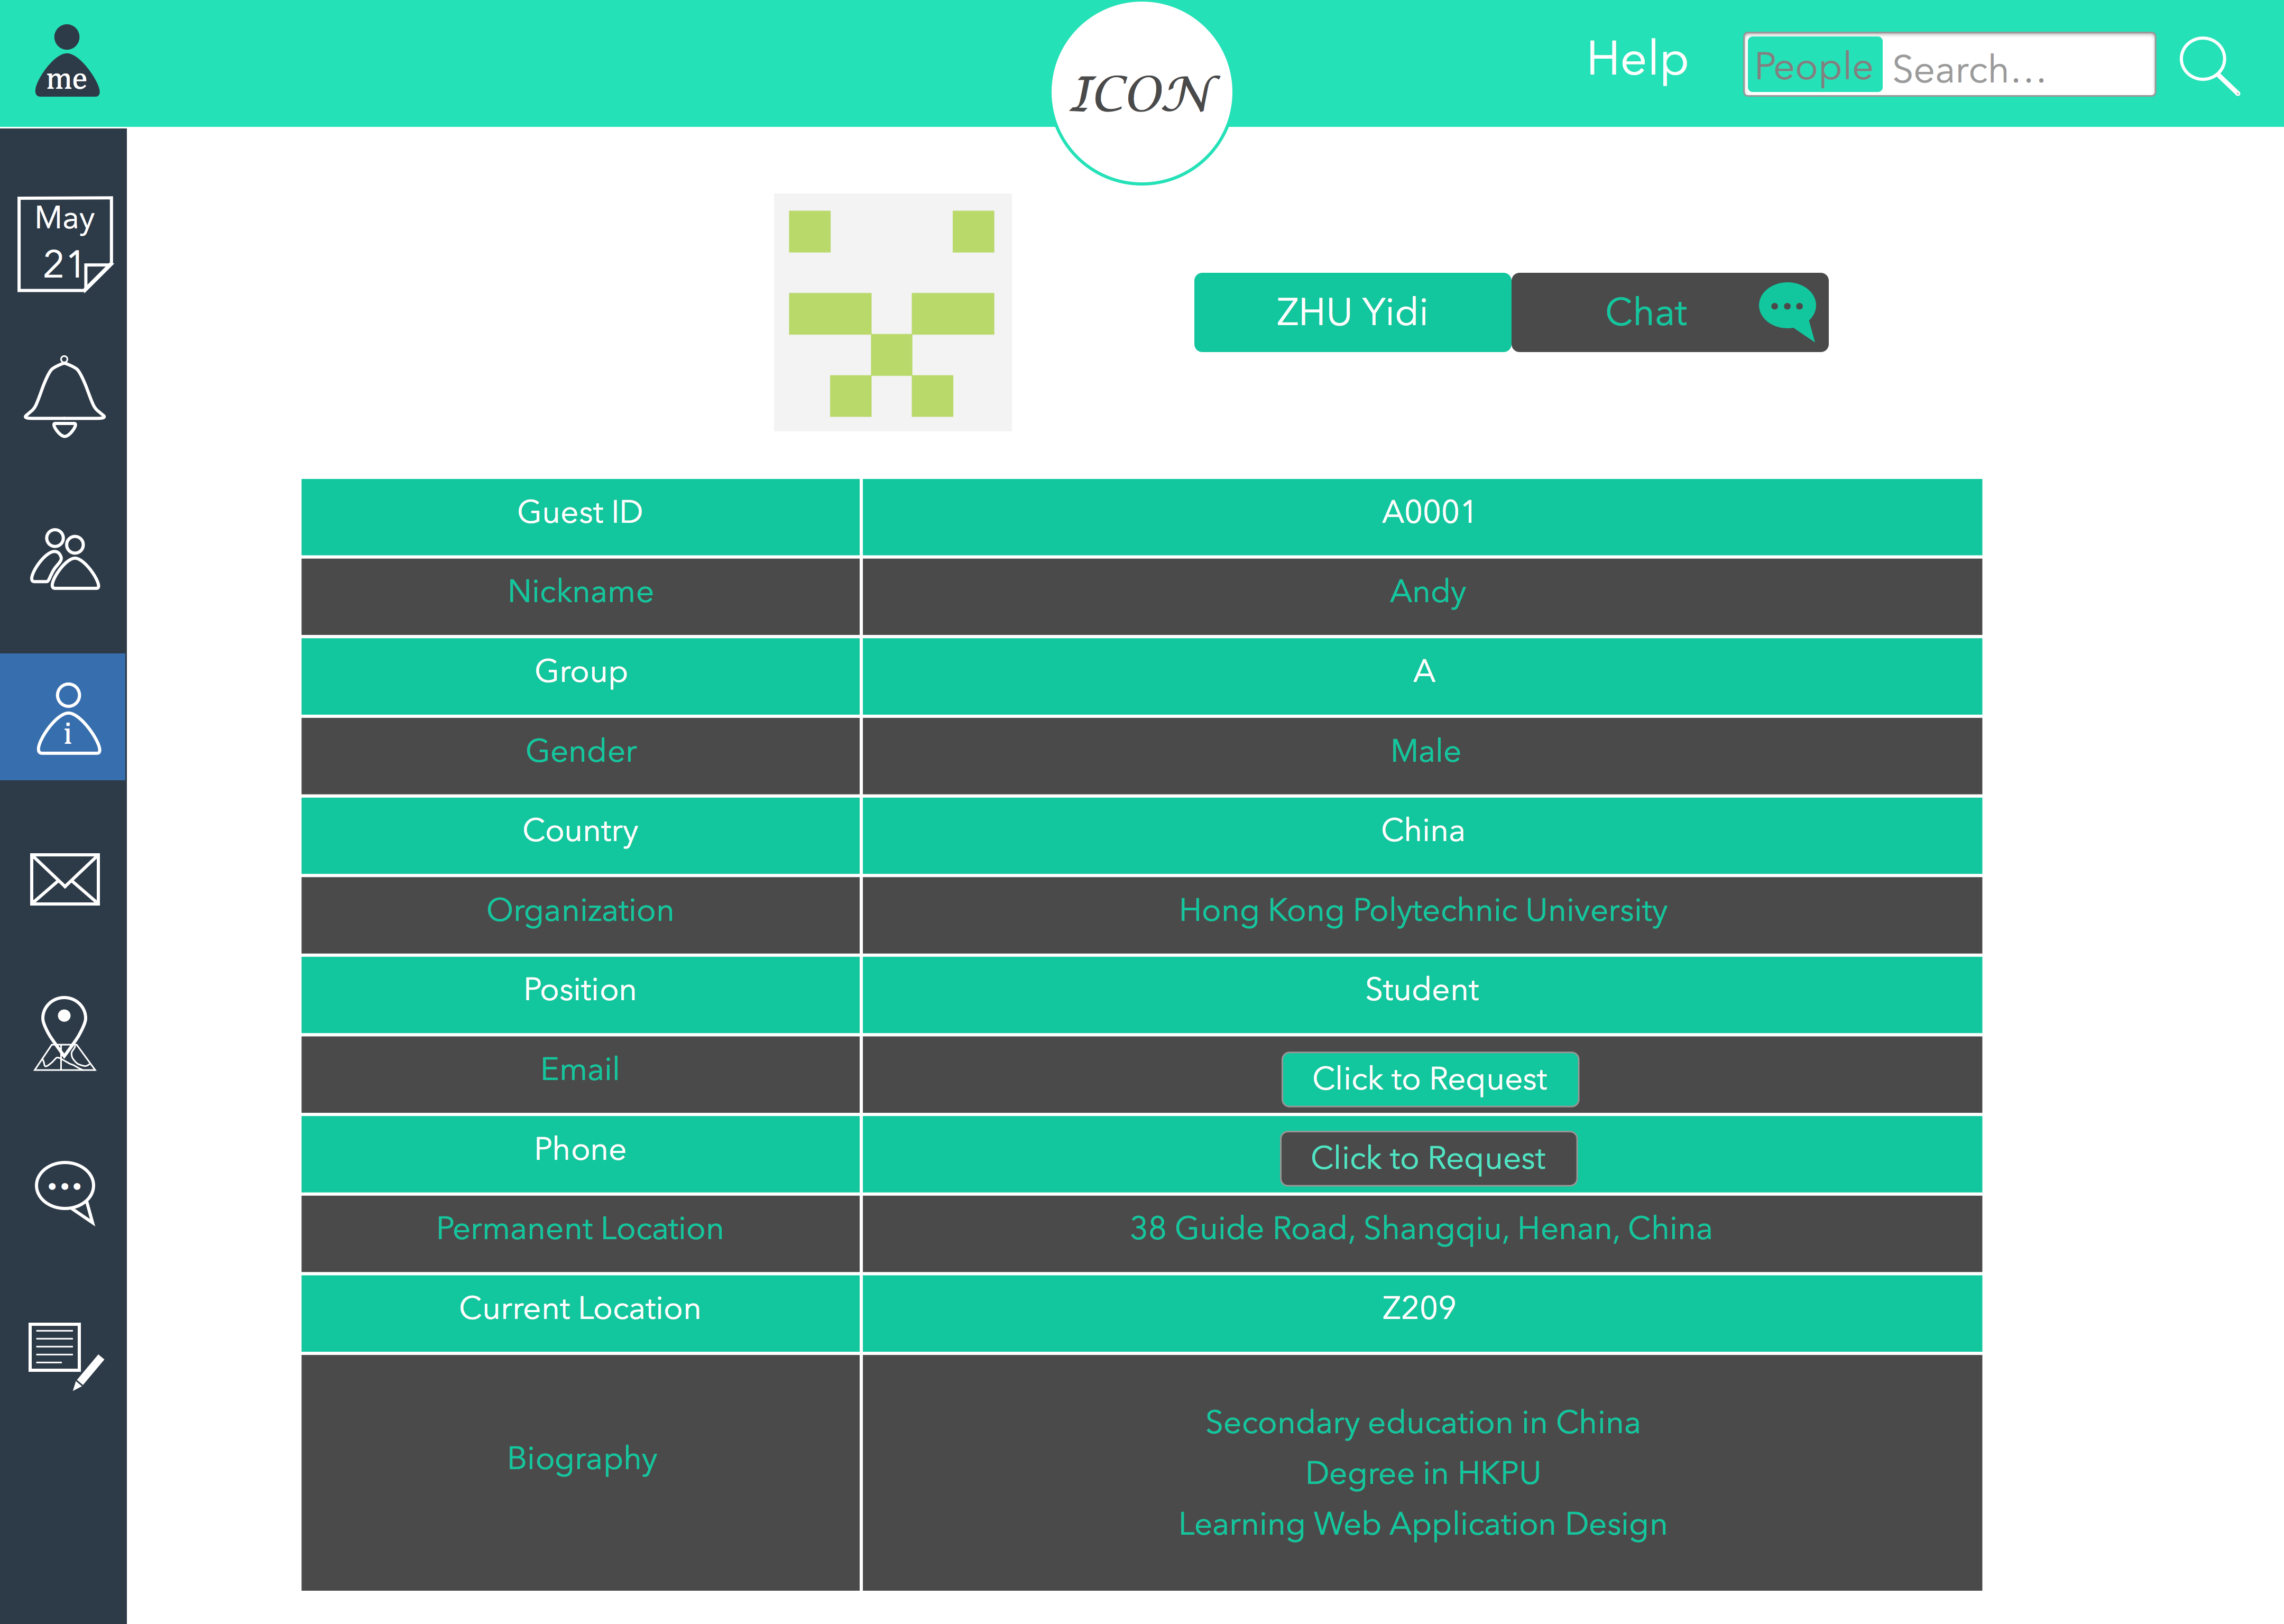 me
ICON
Help
People Search...
May
21
ZHU Yidi
Chat
Guest ID A0001
Nickname Andy
Group A
Gender Male
i
Country China
Organization Hong Kong Polytechnic University
Position Student
Email Click to Request
Phone Click to Request
Permanent Location 38 Guide Road, Shangqiu, Henan, China
Current Location Z209
Biography
Secondary education in China
Degree in HKPU
Learning Web Application Design